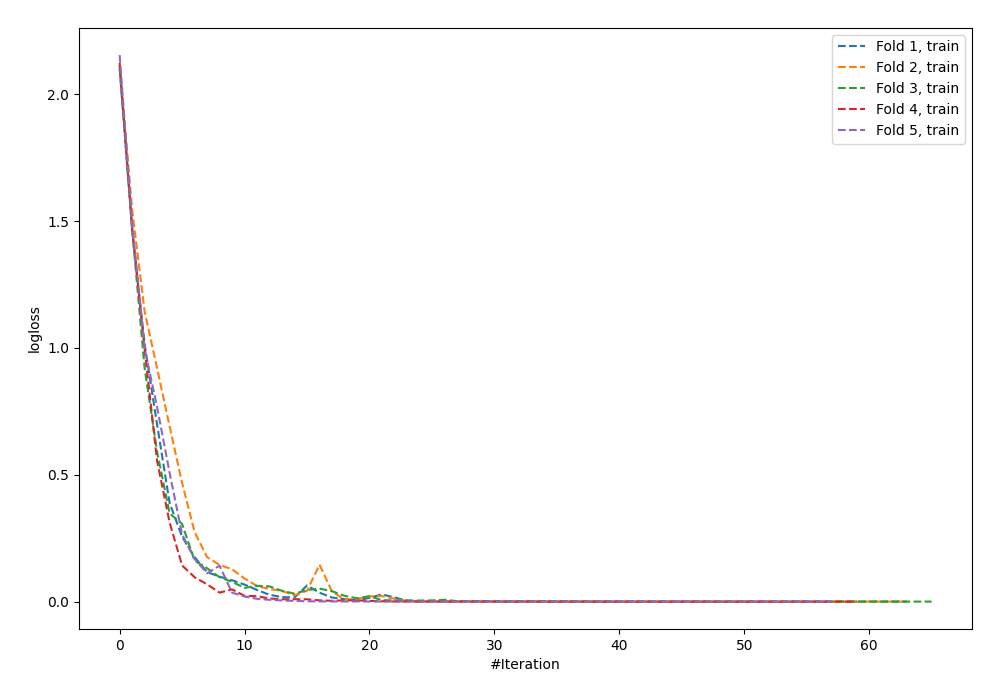 Fold 1, train
Fold 2, train
Fold 3, train
Fold 4, train
Fold 5, train
2.0
1.5
1.0
0.5
0.0
logloss
0 10 20 30 40 50 60
#Iteration